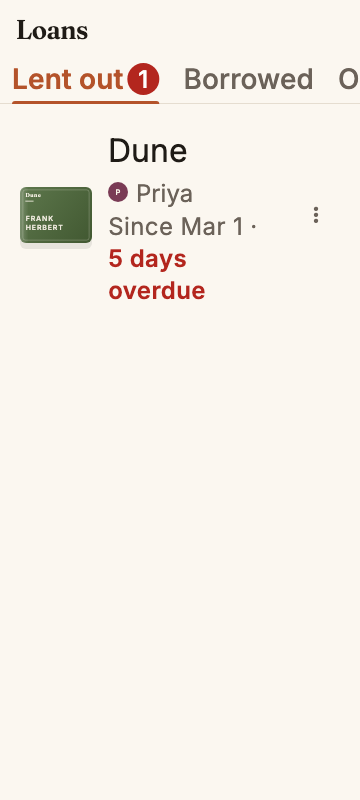 Loans
Lent out 1 Borrowed O
Dune
Dune
FRANK
HERBERT
P Priya
Since Mar 1 ·
5 days
overdue